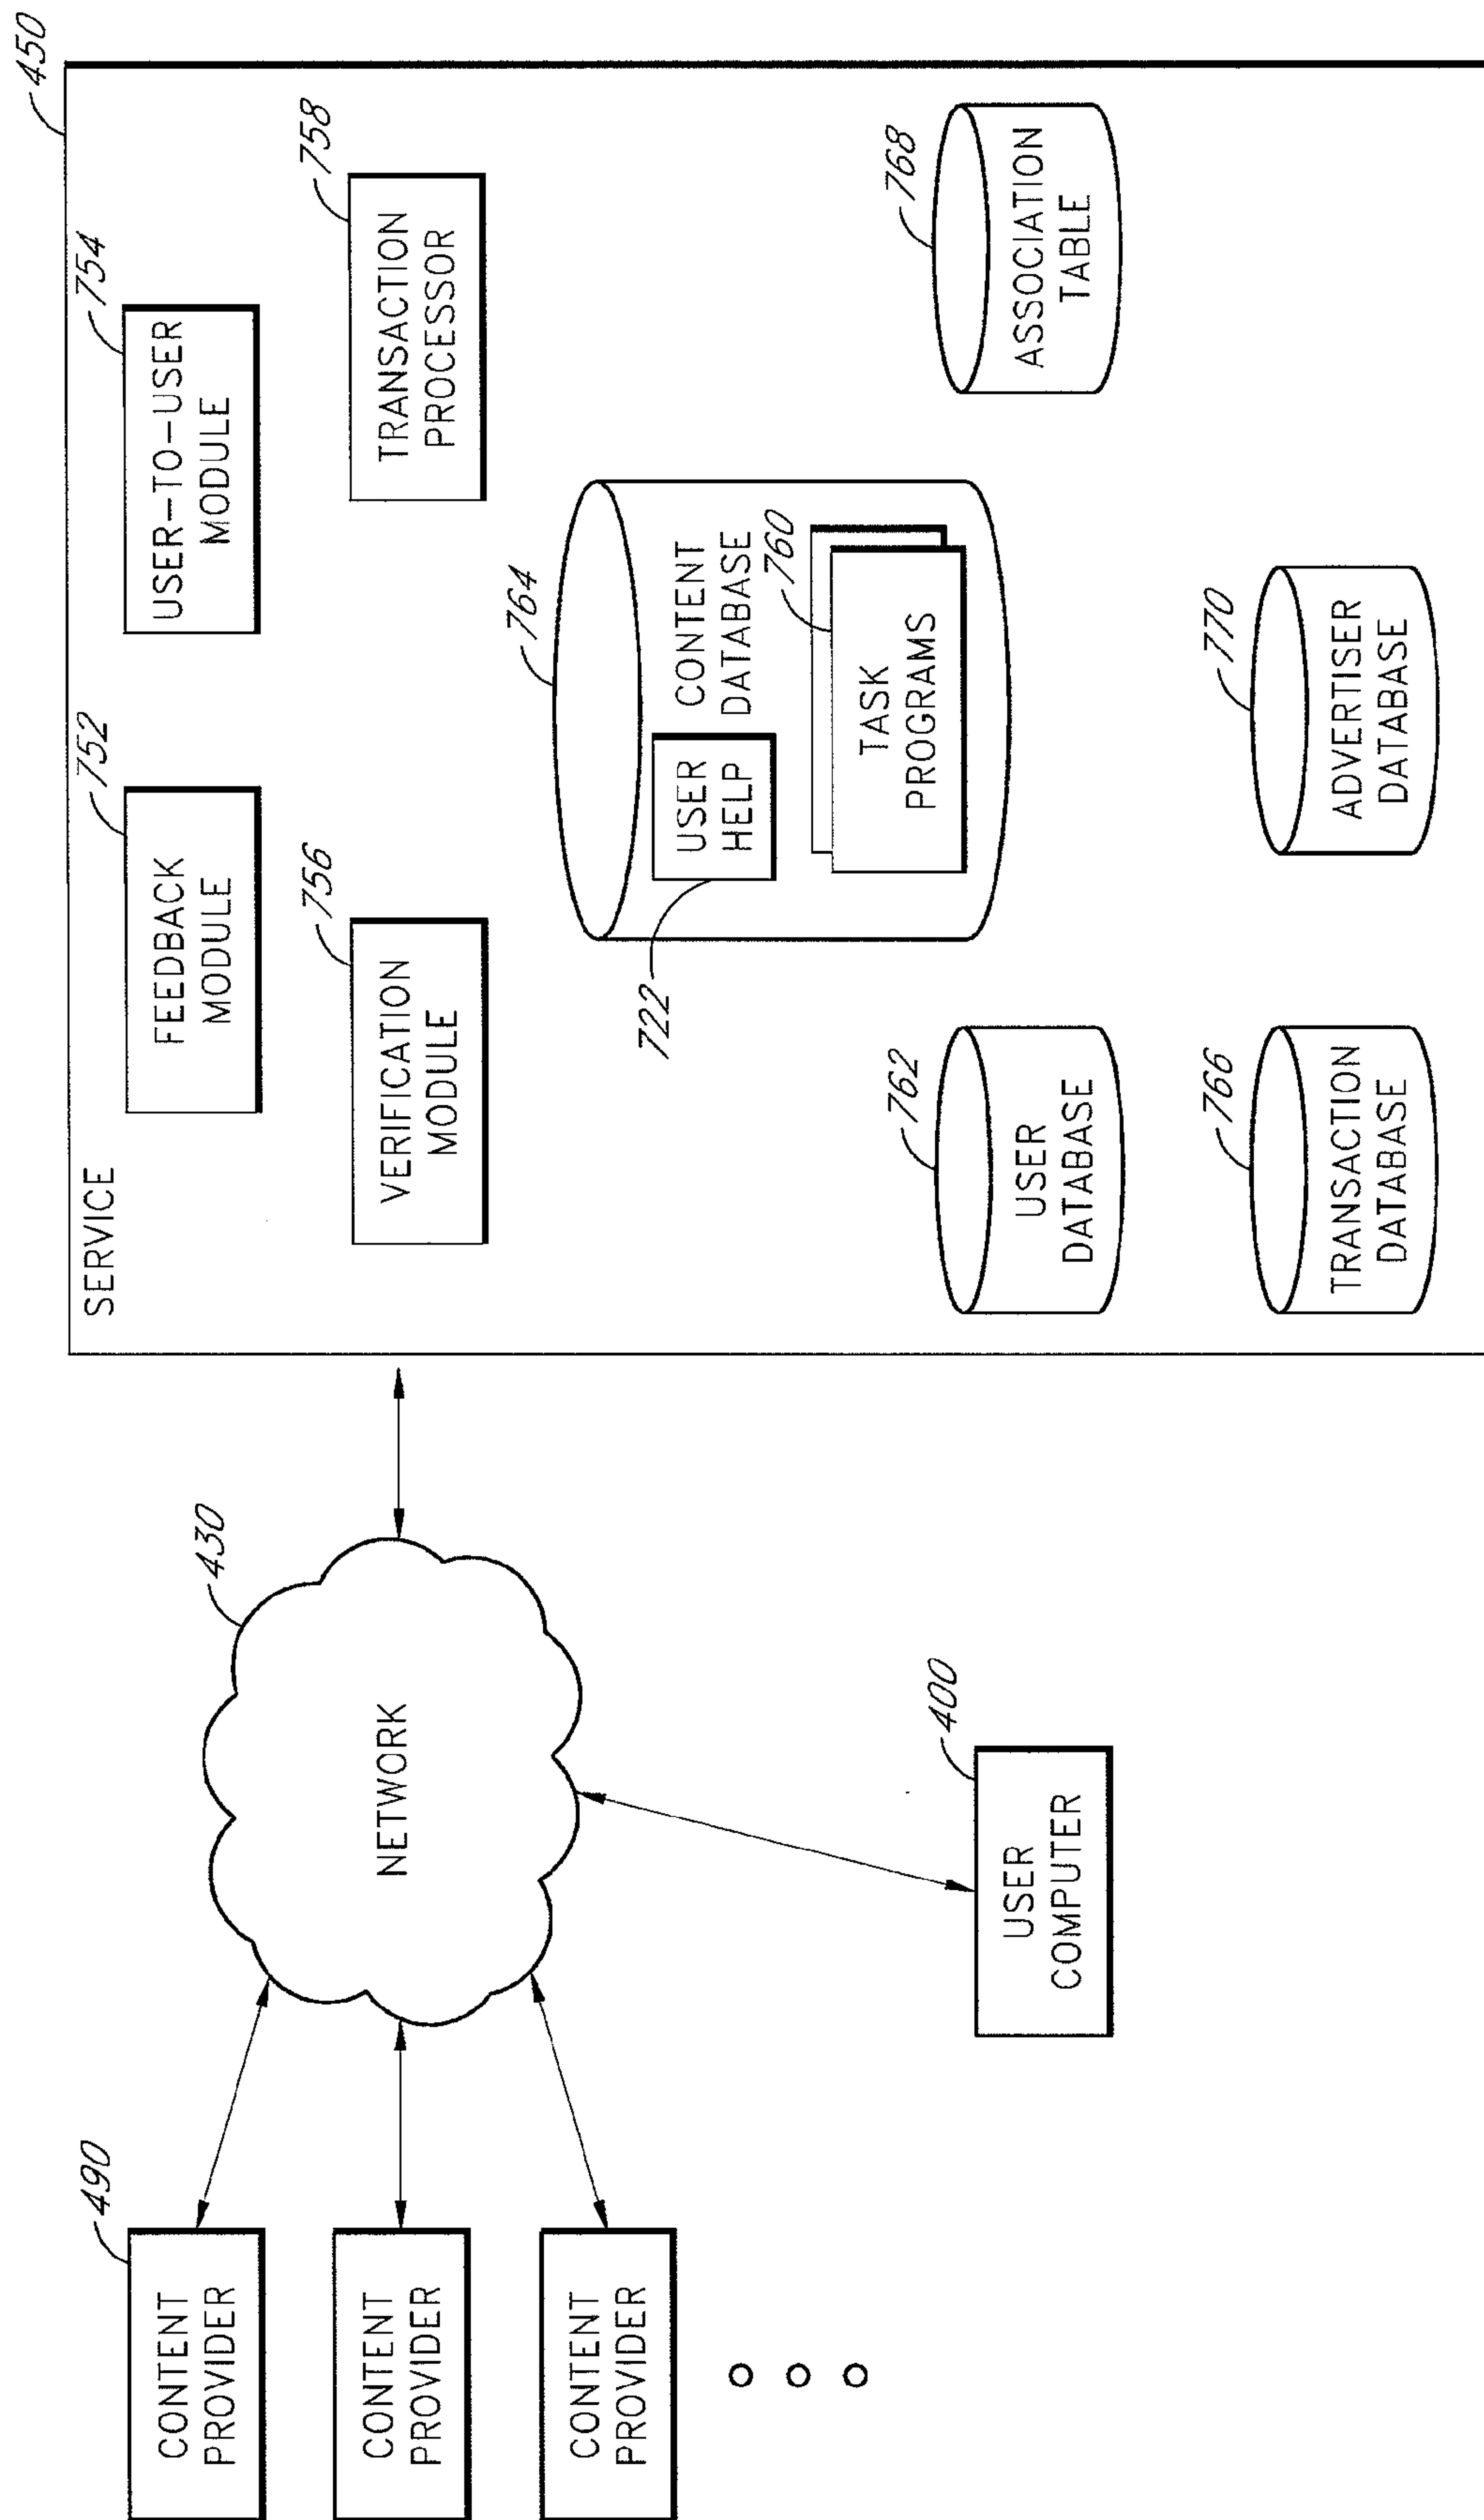 450
SERVICE
752
754
FEEDBACK
MODULE
USER-TO-USER
MODULE
756
758
VERIFICATION
MODULE
TRANSACTION
PROCESSOR
764
CONTENT
DATABASE
722
USER
HELP
760
TASK
PROGRAMS
762
USER
DATABASE
768
ASSOCIATION
TABLE
766
TRANSACTION
DATABASE
770
ADVERTISER
DATABASE
430
NETWORK
490
CONTENT
PROVIDER
CONTENT
PROVIDER
CONTENT
PROVIDER
400
USER
COMPUTER